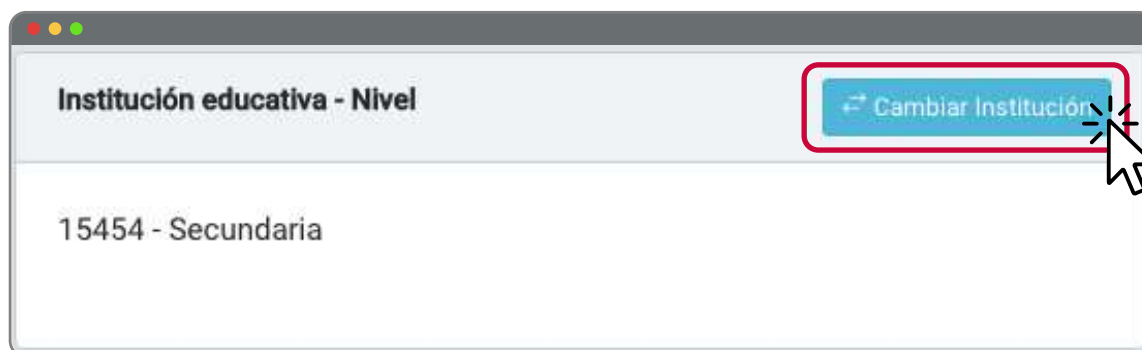 Institución educativa - Nivel
Cambiar Institución
15454 - Secundaria